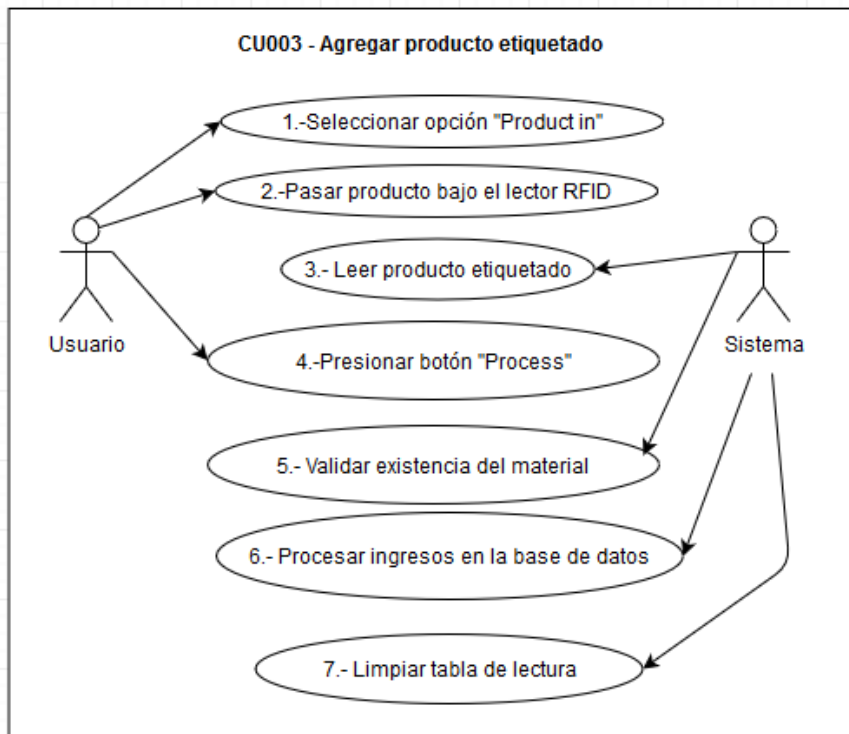 CU003 - Agregar producto etiquetado
1.-Seleccionar opción "Product in"
2.-Pasar producto bajo el lector RFID
3.- Leer producto etiquetado
Usuario
Sistema
4.-Presionar botón "Process"
5.- Validar existencia del material
6.- Procesar ingresos en la base de datos
7.- Limpiar tabla de lectura